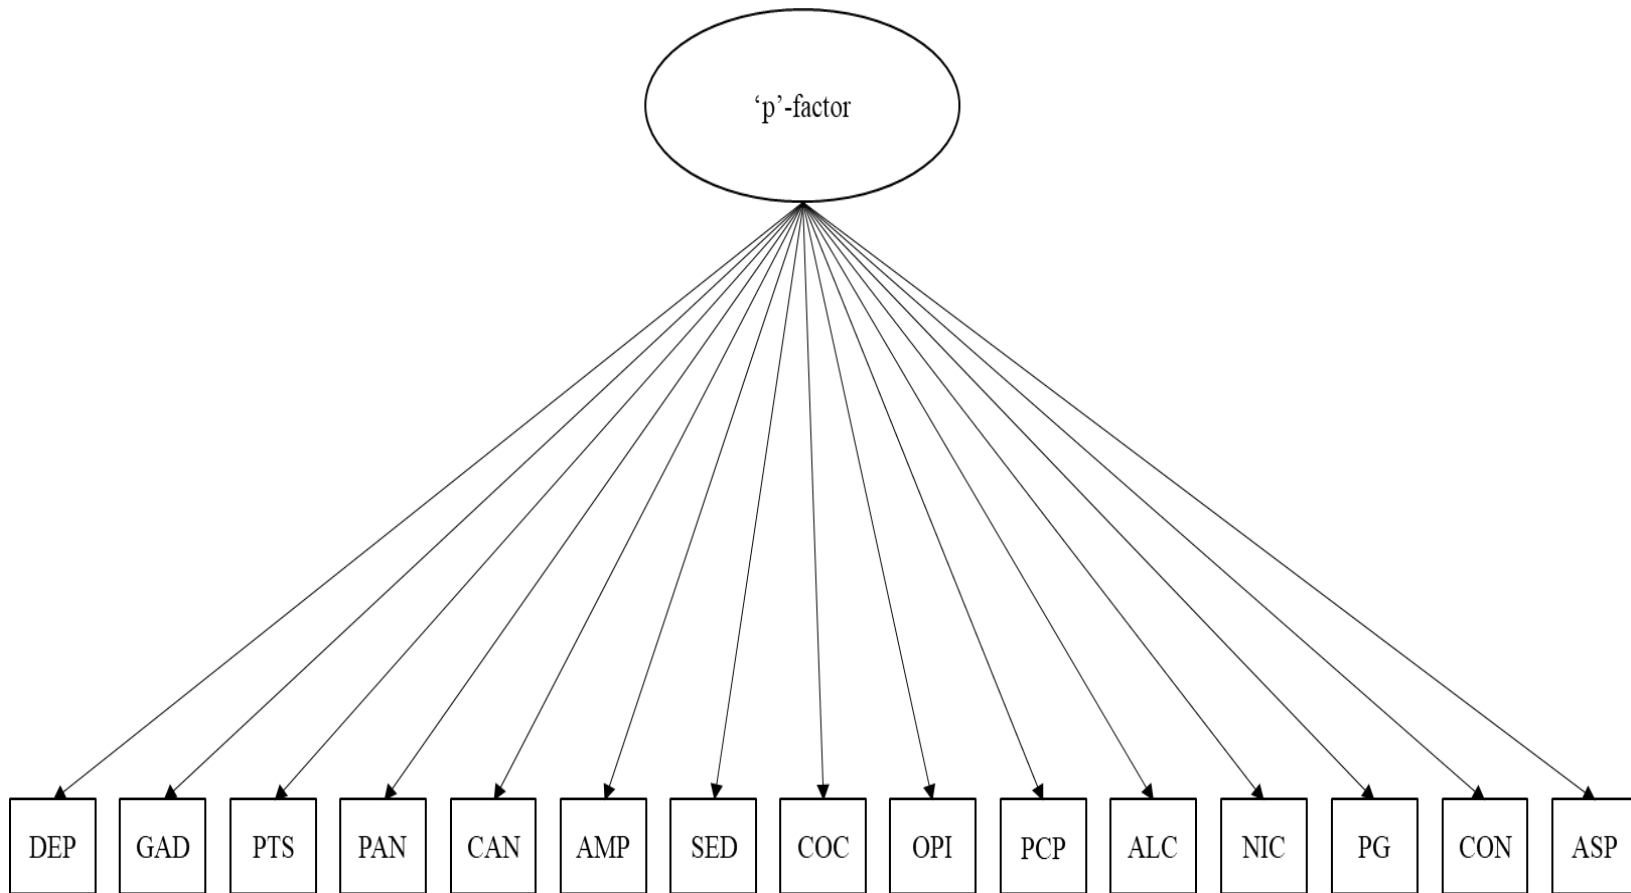 ‘p’-factor
DEP GAD PTS PAN CAN AMP SED COC OPI PCP ALC NIC PG CON ASP